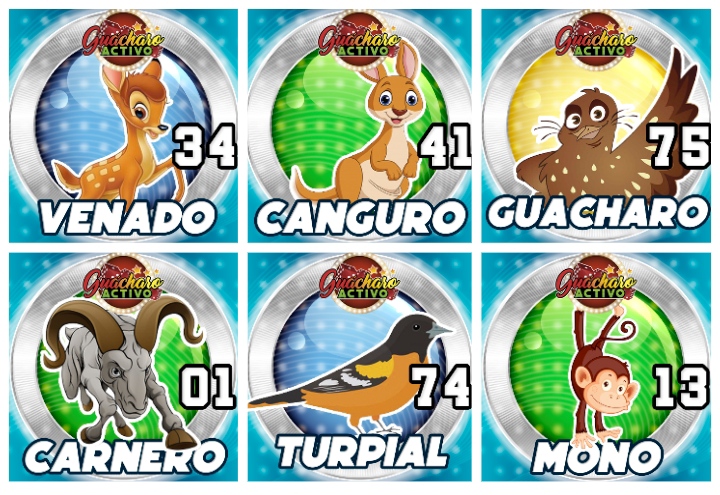 Guacharo
ACTIVO
34
VENADO
Guacharo
ACTIVO
41
CANGURO
Guacharo
ACTIVO
75
GUACHARO
Guacharo
ACTIVO
01
CARNERO
Guacharo
ACTIVO
74
TURPIAL
Guacharo
ACTIVO
13
MONO